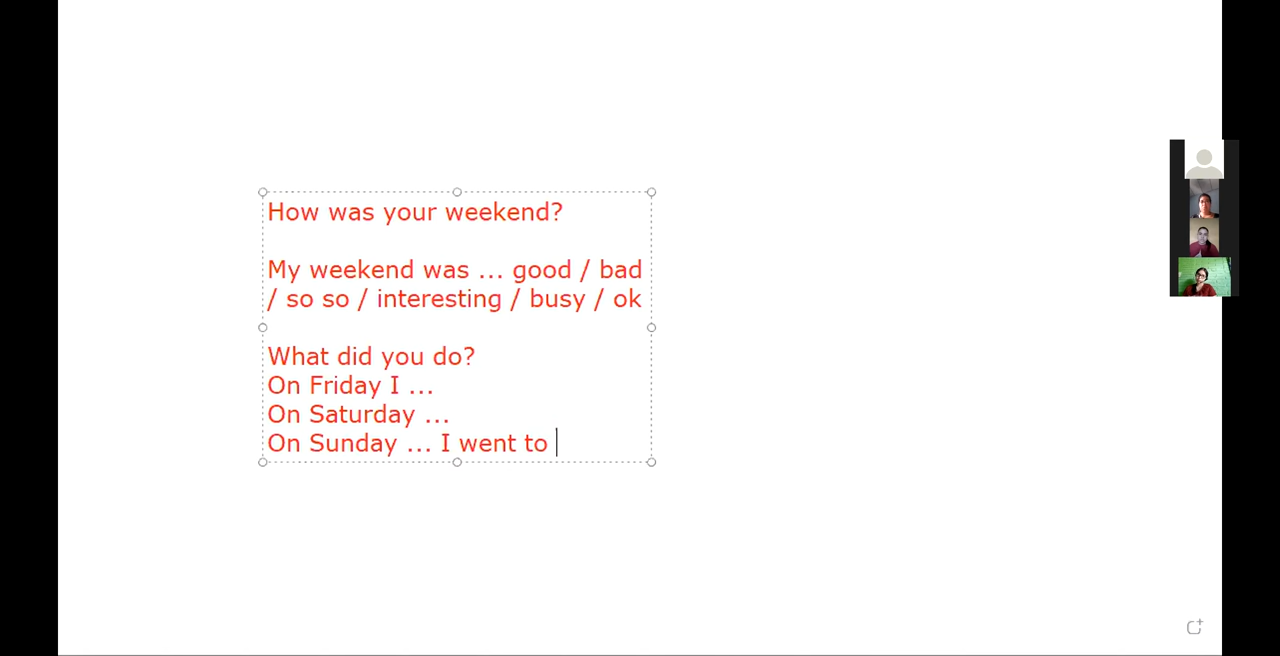 How was your weekend?
My weekend was ... good / bad
/ so so / interesting / busy / ok
What did you do?
On Friday I ...
On Saturday ...
On Sunday ... I went to